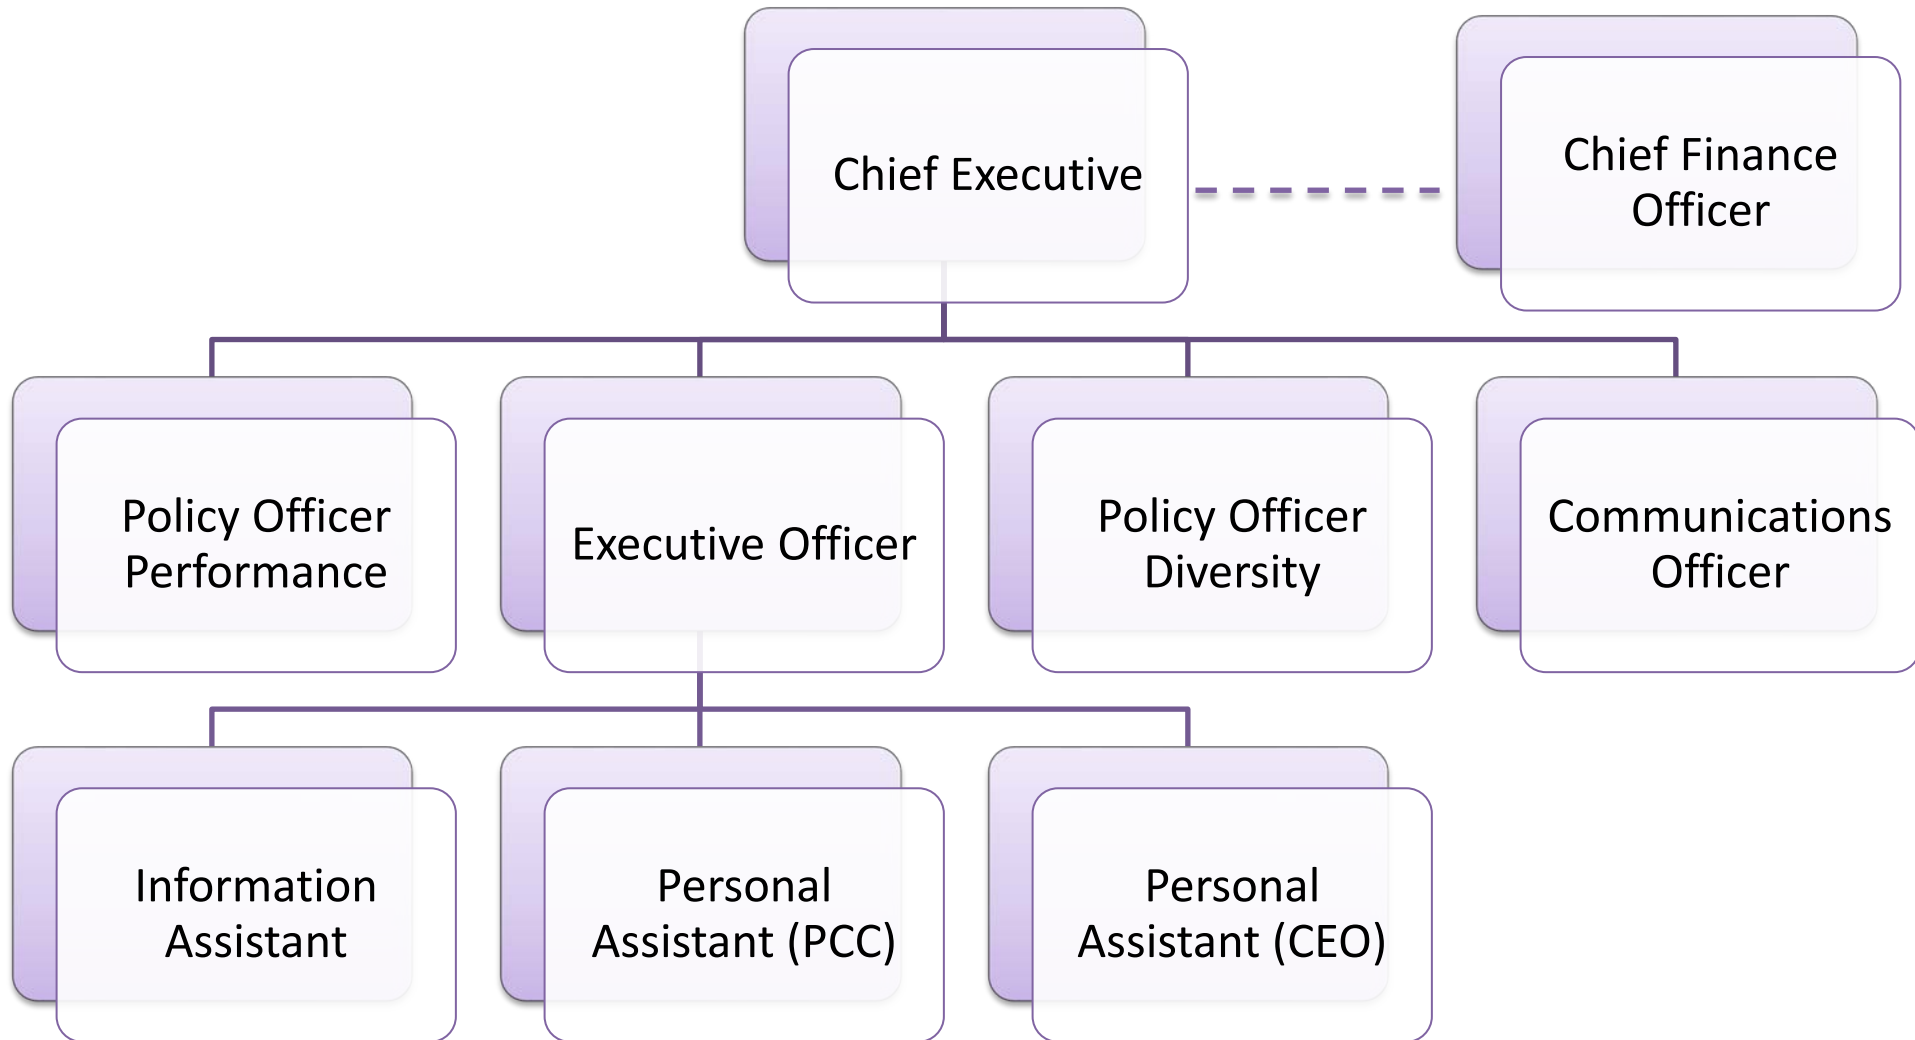 Chief Executive
Chief Finance
Officer
Policy Officer
Performance
Executive Officer
Policy Officer
Diversity
Communications
Officer
Information
Assistant
Personal
Assistant (PCC)
Personal
Assistant (CEO)